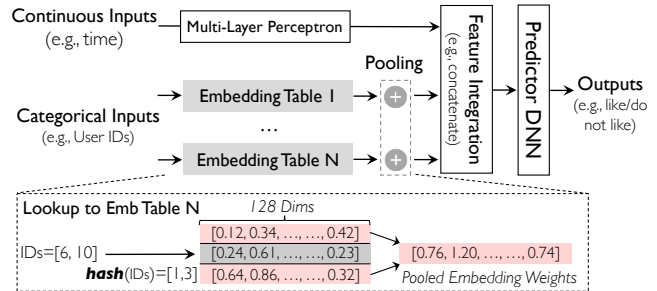 Continuous Inputs
(e.g., time)
Multi-Layer Perceptron
Feature Integration
(e.g., concatenate)
Predictor DNN
Pooling
Outputs
(e.g., like/do
not like)
Categorical Inputs
(e.g., User IDs)
Embedding Table 1
+
...
Embedding Table N
+
Lookup to Emb Table N
128 Dims
[0.12, 0.34, ..., ..., 0.42]
IDs=[6, 10]
[0.24, 0.61, ..., ..., 0.23]
[0.76, 1.20, ..., ..., 0.74]
hash(IDs)=[1,3]
[0.64, 0.86, ..., ..., 0.32]
Pooled Embedding Weights